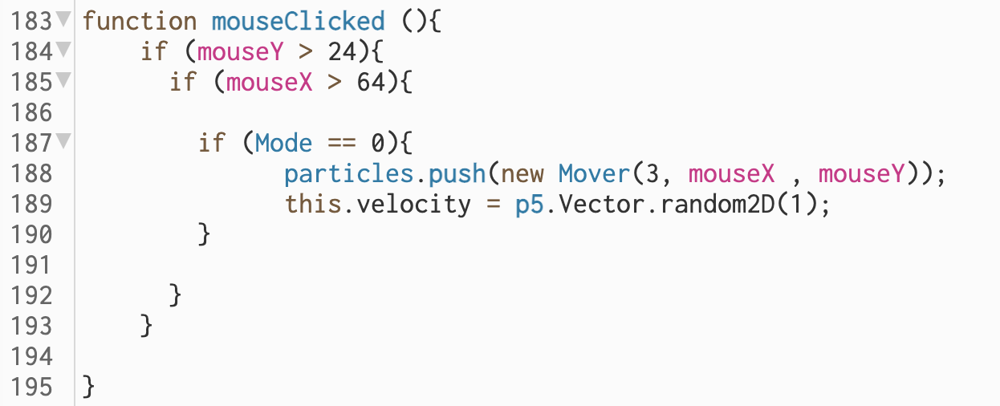 183 function mouseClicked (){
184     if (mouseY > 24){
185       if (mouseX > 64){
186
187         if (Mode == 0){
188               particles.push(new Mover(3, mouseX , mouseY));
189               this.velocity = p5.Vector.random2D(1);
190         }
191
192       }
193     }
194
195 }